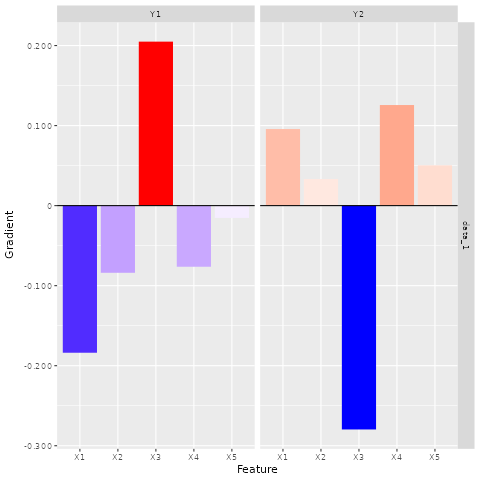 Y1 Y2
0.200
0.100
0
-0.100
-0.200
-0.300
Gradient
data_1
X1 X2 X3 X4 X5 X1 X2 X3 X4 X5
Feature